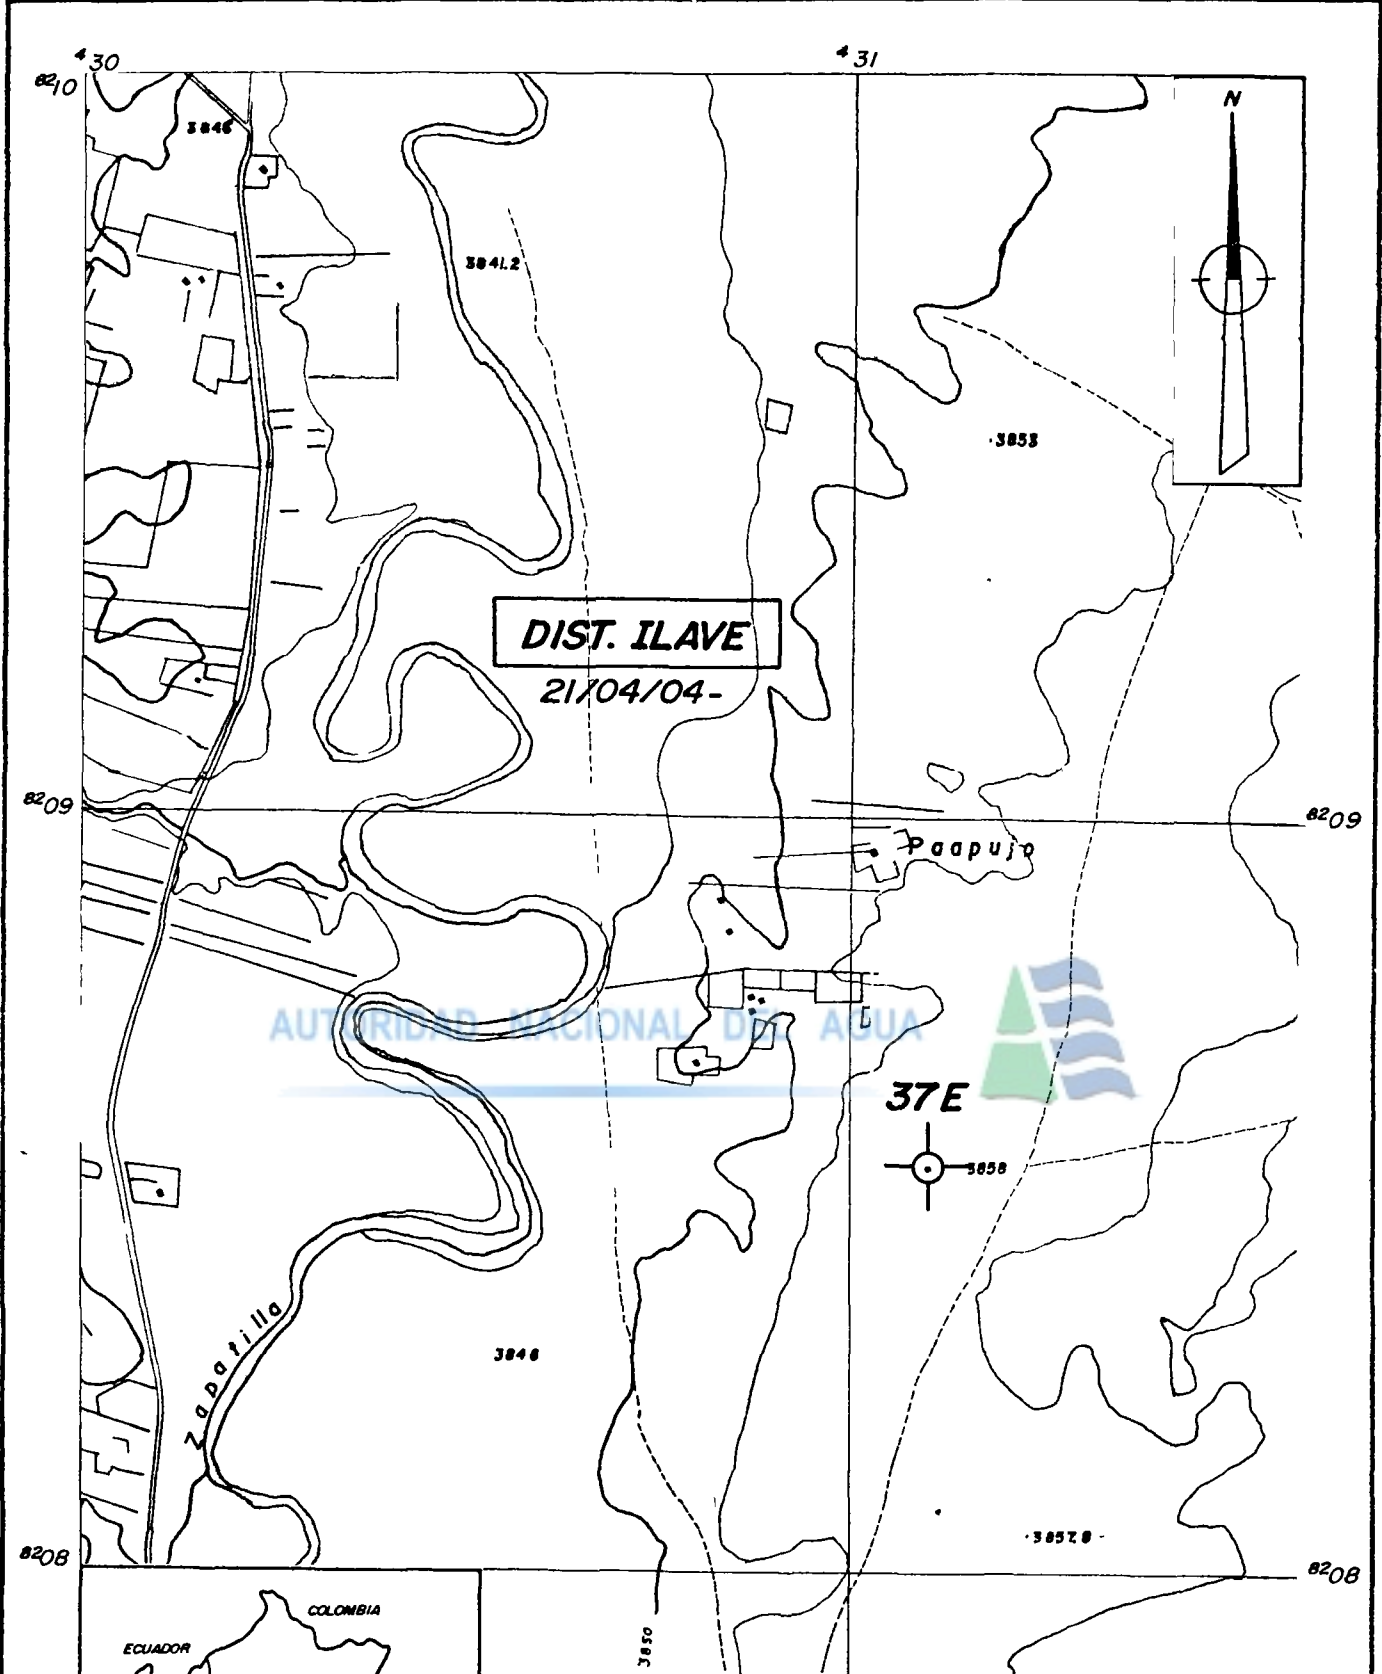 430
431
8210
N
3846
3841.2
3853
DIST. ILAVE
21/04/04-
8209
8209
Paapujo
AUTORIDAD NACIONAL DEL AGUA
37E
3858
Zapatilla
3846
3857.8
8208
8208
COLOMBIA
ECUADOR
3850